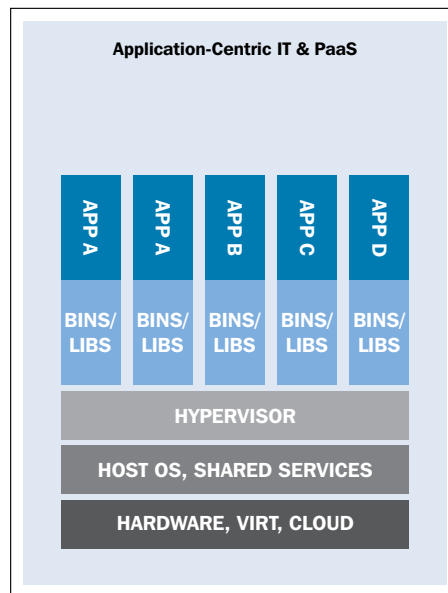 Application-Centric IT & PaaS
APP A
APP A
APP B
APP C
APP D
BINS/
LIBS
BINS/
LIBS
BINS/
LIBS
BINS/
LIBS
BINS/
LIBS
HYPERVISOR
HOST OS, SHARED SERVICES
HARDWARE, VIRT, CLOUD